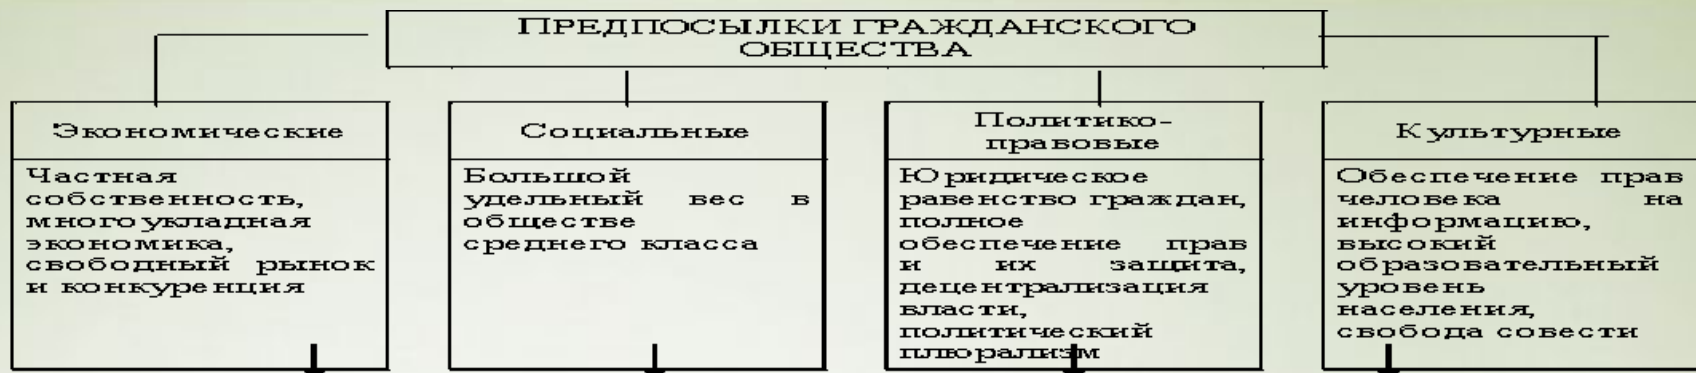 ПРЕДПОСЫЛКИ ГРАЖДАНСКОГО
ОБЩЕСТВА
Экономические
Частная
собственность,
многоукладная
экономика,
свободный рынок
и конкуренция
Социальные
Большой
удельный вес в
обществе
среднего класса
Политико-
правовые
Юридическое
равенство граждан,
полное
обеспечение прав
и их защита,
децентрализация
власти,
политический
плюрализм
Культурные
Обеспечение прав
человека на
информацию,
высокий
образовательный
уровень
населения,
свобода совести